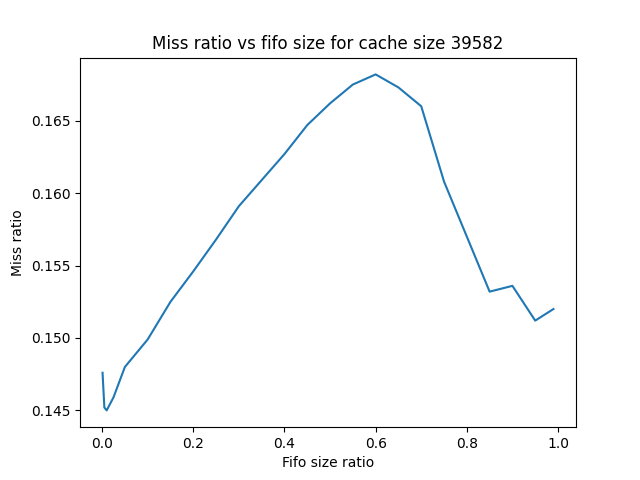 Miss ratio vs fifo size for cache size 39582
Miss ratio
0.165
0.160
0.155
0.150
0.145
0.0 0.2 0.4 0.6 0.8 1.0
Fifo size ratio